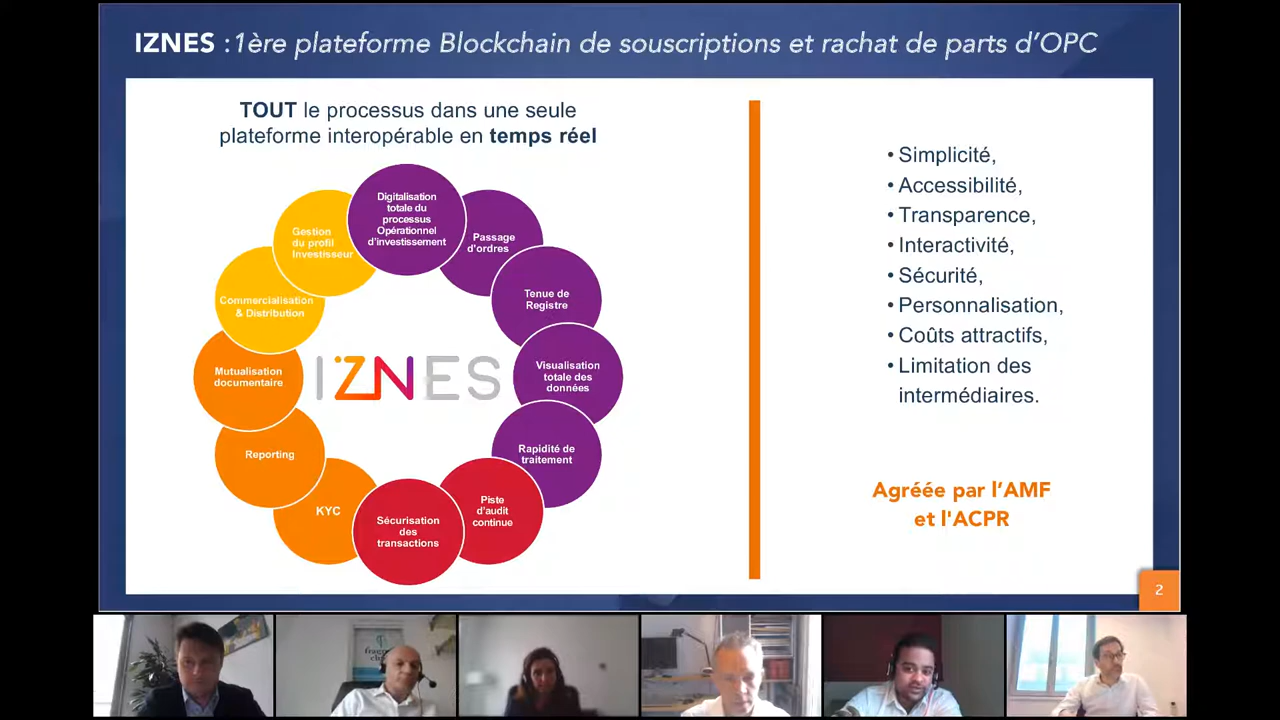 IZNES : 1ère plateforme Blockchain de souscriptions et rachat de parts d’OPC
TOUT le processus dans une seule
plateforme interopérable en temps réel
Digitalisation
totale du
processus
Opérationnel
d’investissement
Passage
d’ordres
Tenue de
Registre
Visualisation
totale des
données
Rapidité de
traitement
Piste
d’audit
continue
Sécurisation
des
transactions
KYC
Reporting
Mutualisation
documentaire
Commercialisation
& Distribution
Gestion
du profil
Investisseur
IZNES
• Simplicité,
• Accessibilité,
• Transparence,
• Interactivité,
• Sécurité,
• Personnalisation,
• Coûts attractifs,
• Limitation des
intermédiaires.
Agréée par l’AMF
et l'ACPR
2